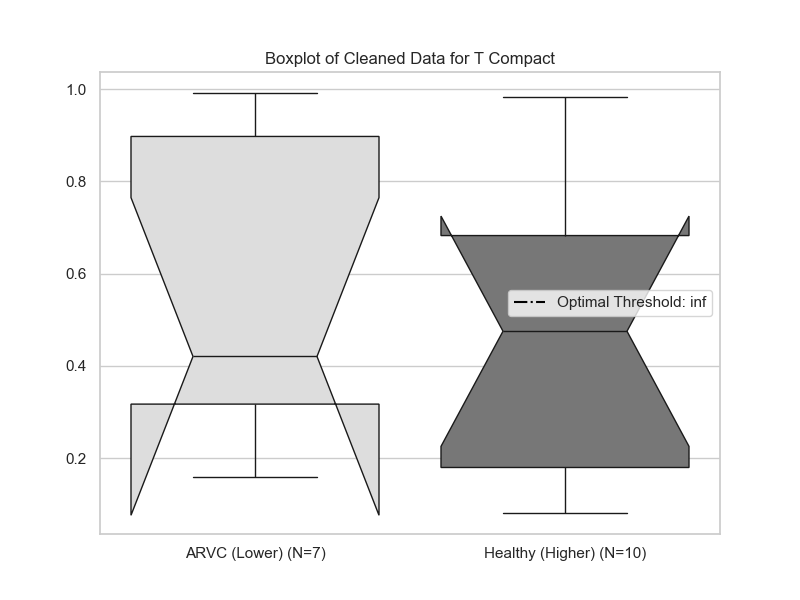 Boxplot of Cleaned Data for T Compact
1.0
0.8
0.6
0.4
0.2
Optimal Threshold: inf
ARVC (Lower) (N=7)
Healthy (Higher) (N=10)